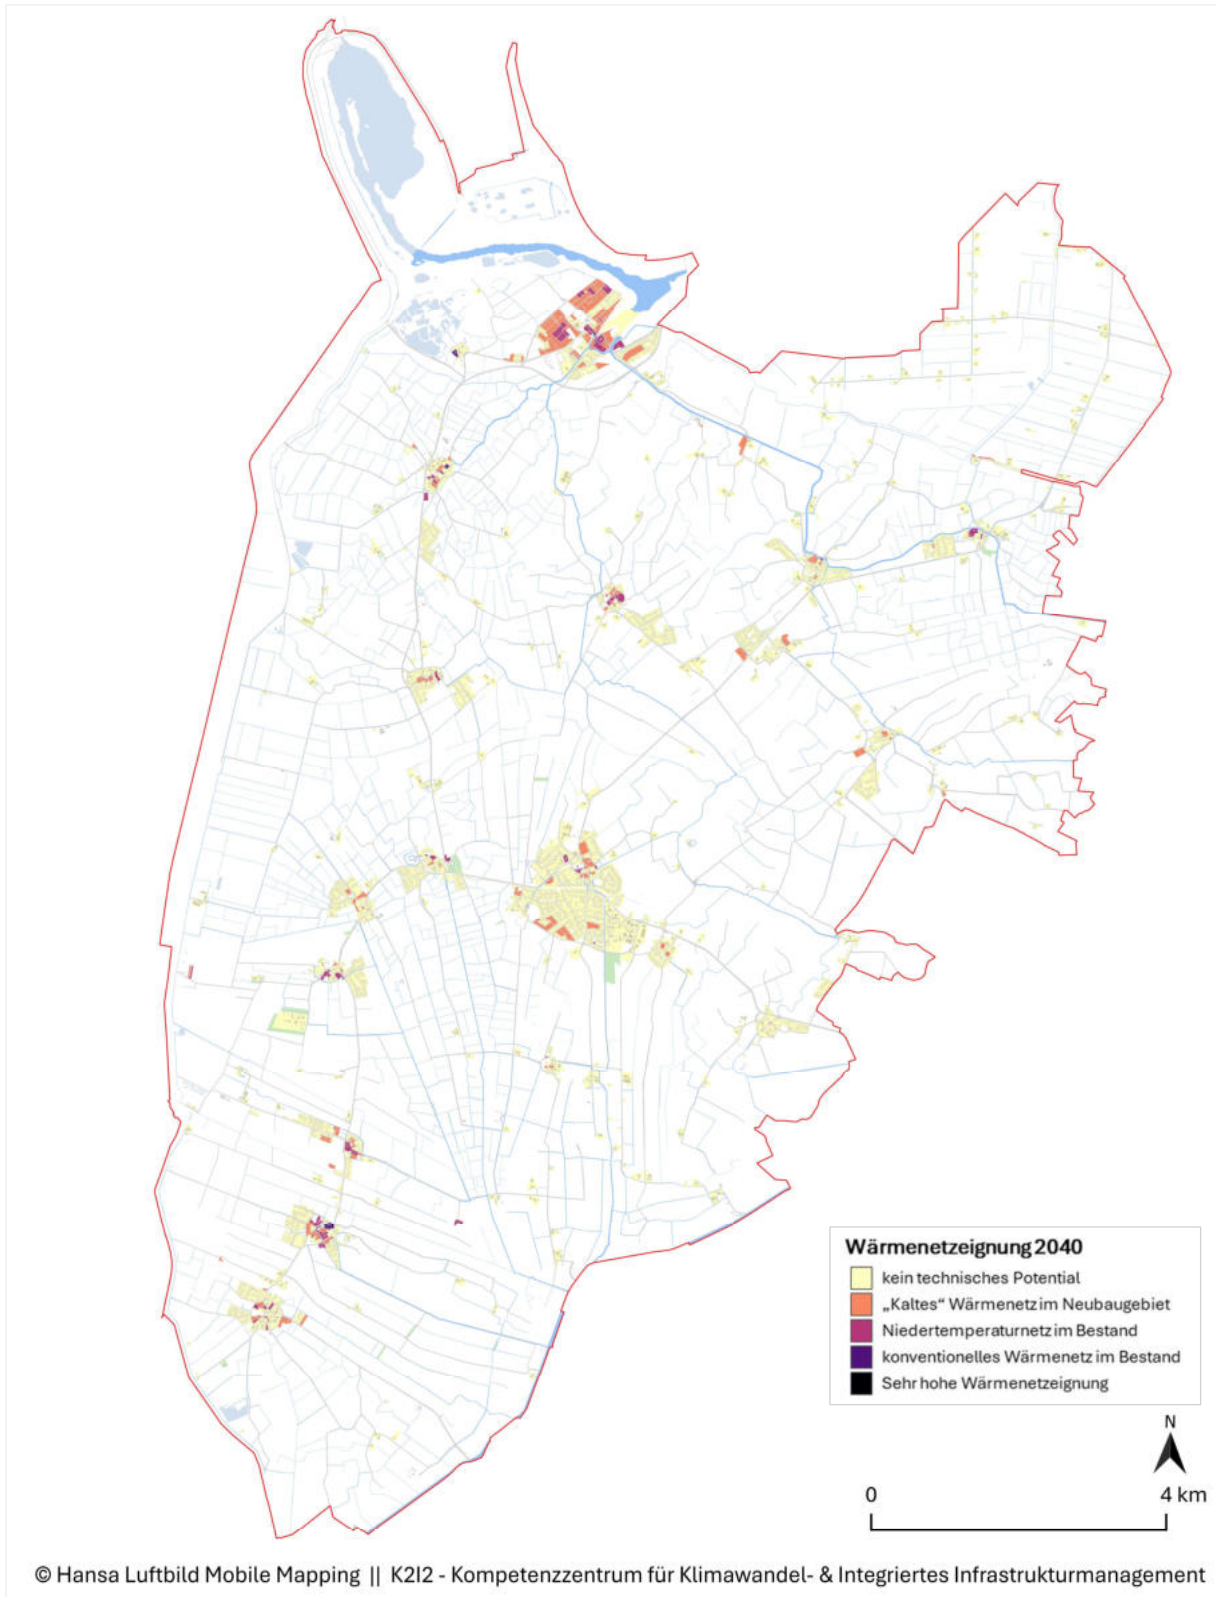 Wärmenetzeignung 2040
kein technisches Potential
„Kaltes“ Wärmenetz im Neubaugebiet
Niedertemperaturnetz im Bestand
konventionelles Wärmenetz im Bestand
Sehr hohe Wärmenetzeignung
N
0 4 km
© Hansa Luftbild Mobile Mapping || K2I2 - Kompetenzzentrum für Klimawandel- & Integriertes Infrastrukturmanagement